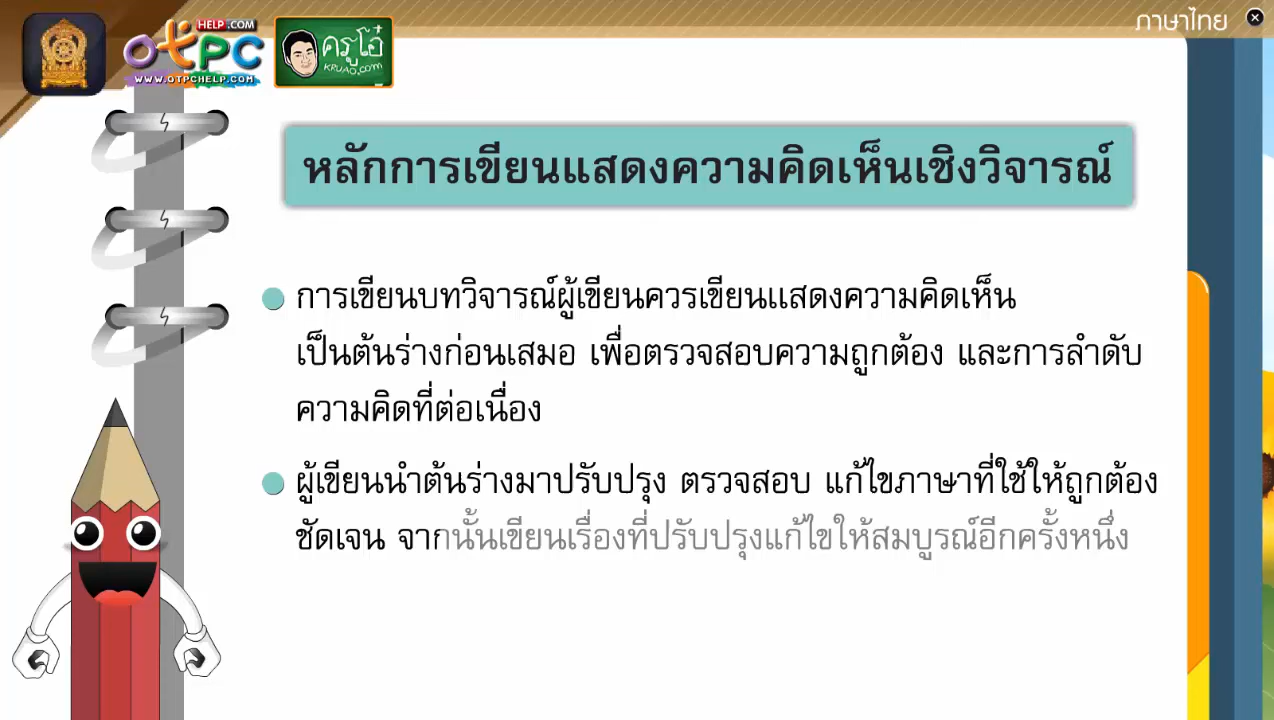 ภาษาไทย
HELP.COM
OTPC
WWW.OTPCHELP.COM
ครูโอ๋
KRUAO.COM
หลักการเขียนแสดงความคิดเห็นเชิงวิจารณ์
การเขียนบทวิจารณ์ผู้เขียนควรเขียนแสดงความคิดเห็น
เป็นต้นร่างก่อนเสมอ เพื่อตรวจสอบความถูกต้อง และการลำดับ
ความคิดที่ต่อเนื่อง
ผู้เขียนนำต้นร่างมาปรับปรุง ตรวจสอบ แก้ไขภาษาที่ใช้ให้ถูกต้อง
ชัดเจน จากนั้นเขียนเรื่องที่ปรับปรุงแก้ไขให้สมบูรณ์อีกครั้งหนึ่ง